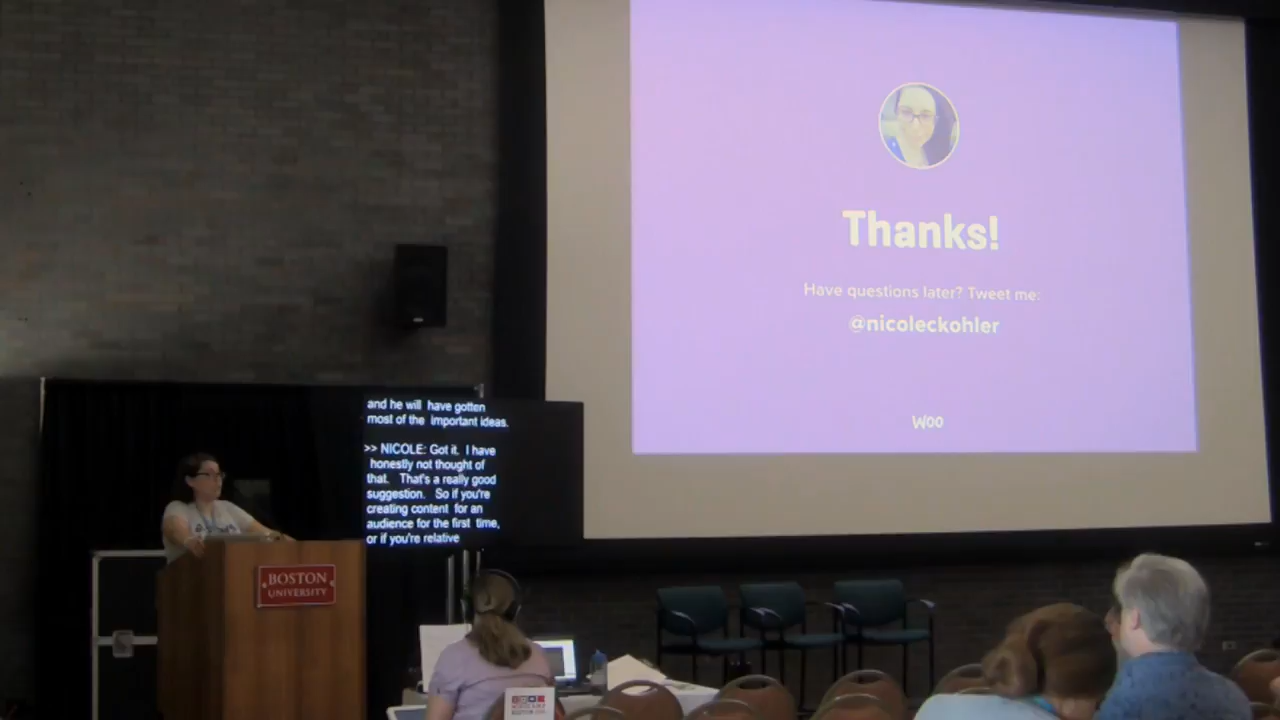 Thanks!
Have questions later? Tweet me:
@nicoleckohler
WOO
and he will have gotten
most of the important ideas.
>> NICOLE: Got it. I have
honestly not thought of
that. That's a really good
suggestion. So if you're
creating content for an
audience for the first time,
or if you're relative
BOSTON
UNIVERSITY